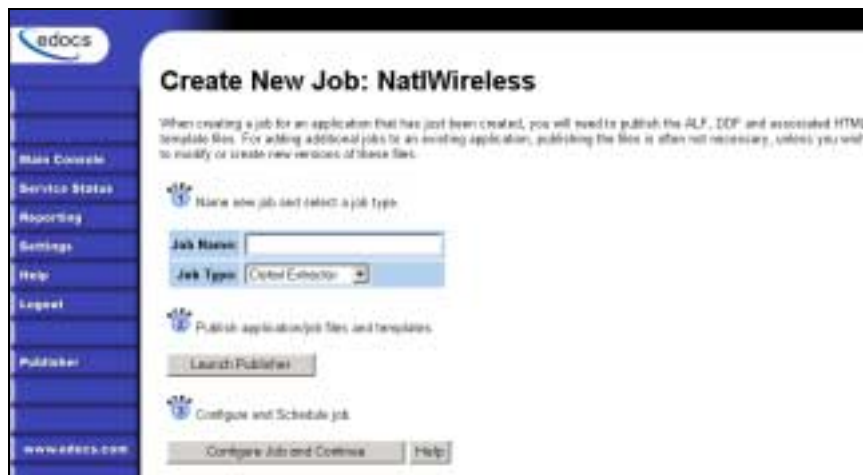 edocs
Create New Job: NatlWireless
When creating a job for an application that has just been created, you will need to publish the ALF, DDF and associated HTML
template files. For adding additional jobs to an existing application, publishing the files is often not necessary, unless you wish
to modify or create new versions of these files.
Main Console
Service Status
Reporting
Settings
Help
Logout
Publisher
www.edocs.com
1 Name new job and select a job type.
Job Name:
Job Type: Detail Extractor
2 Publish application/job files and templates.
Launch Publisher
3 Configure and Schedule job.
Configure Job and Continue
Help